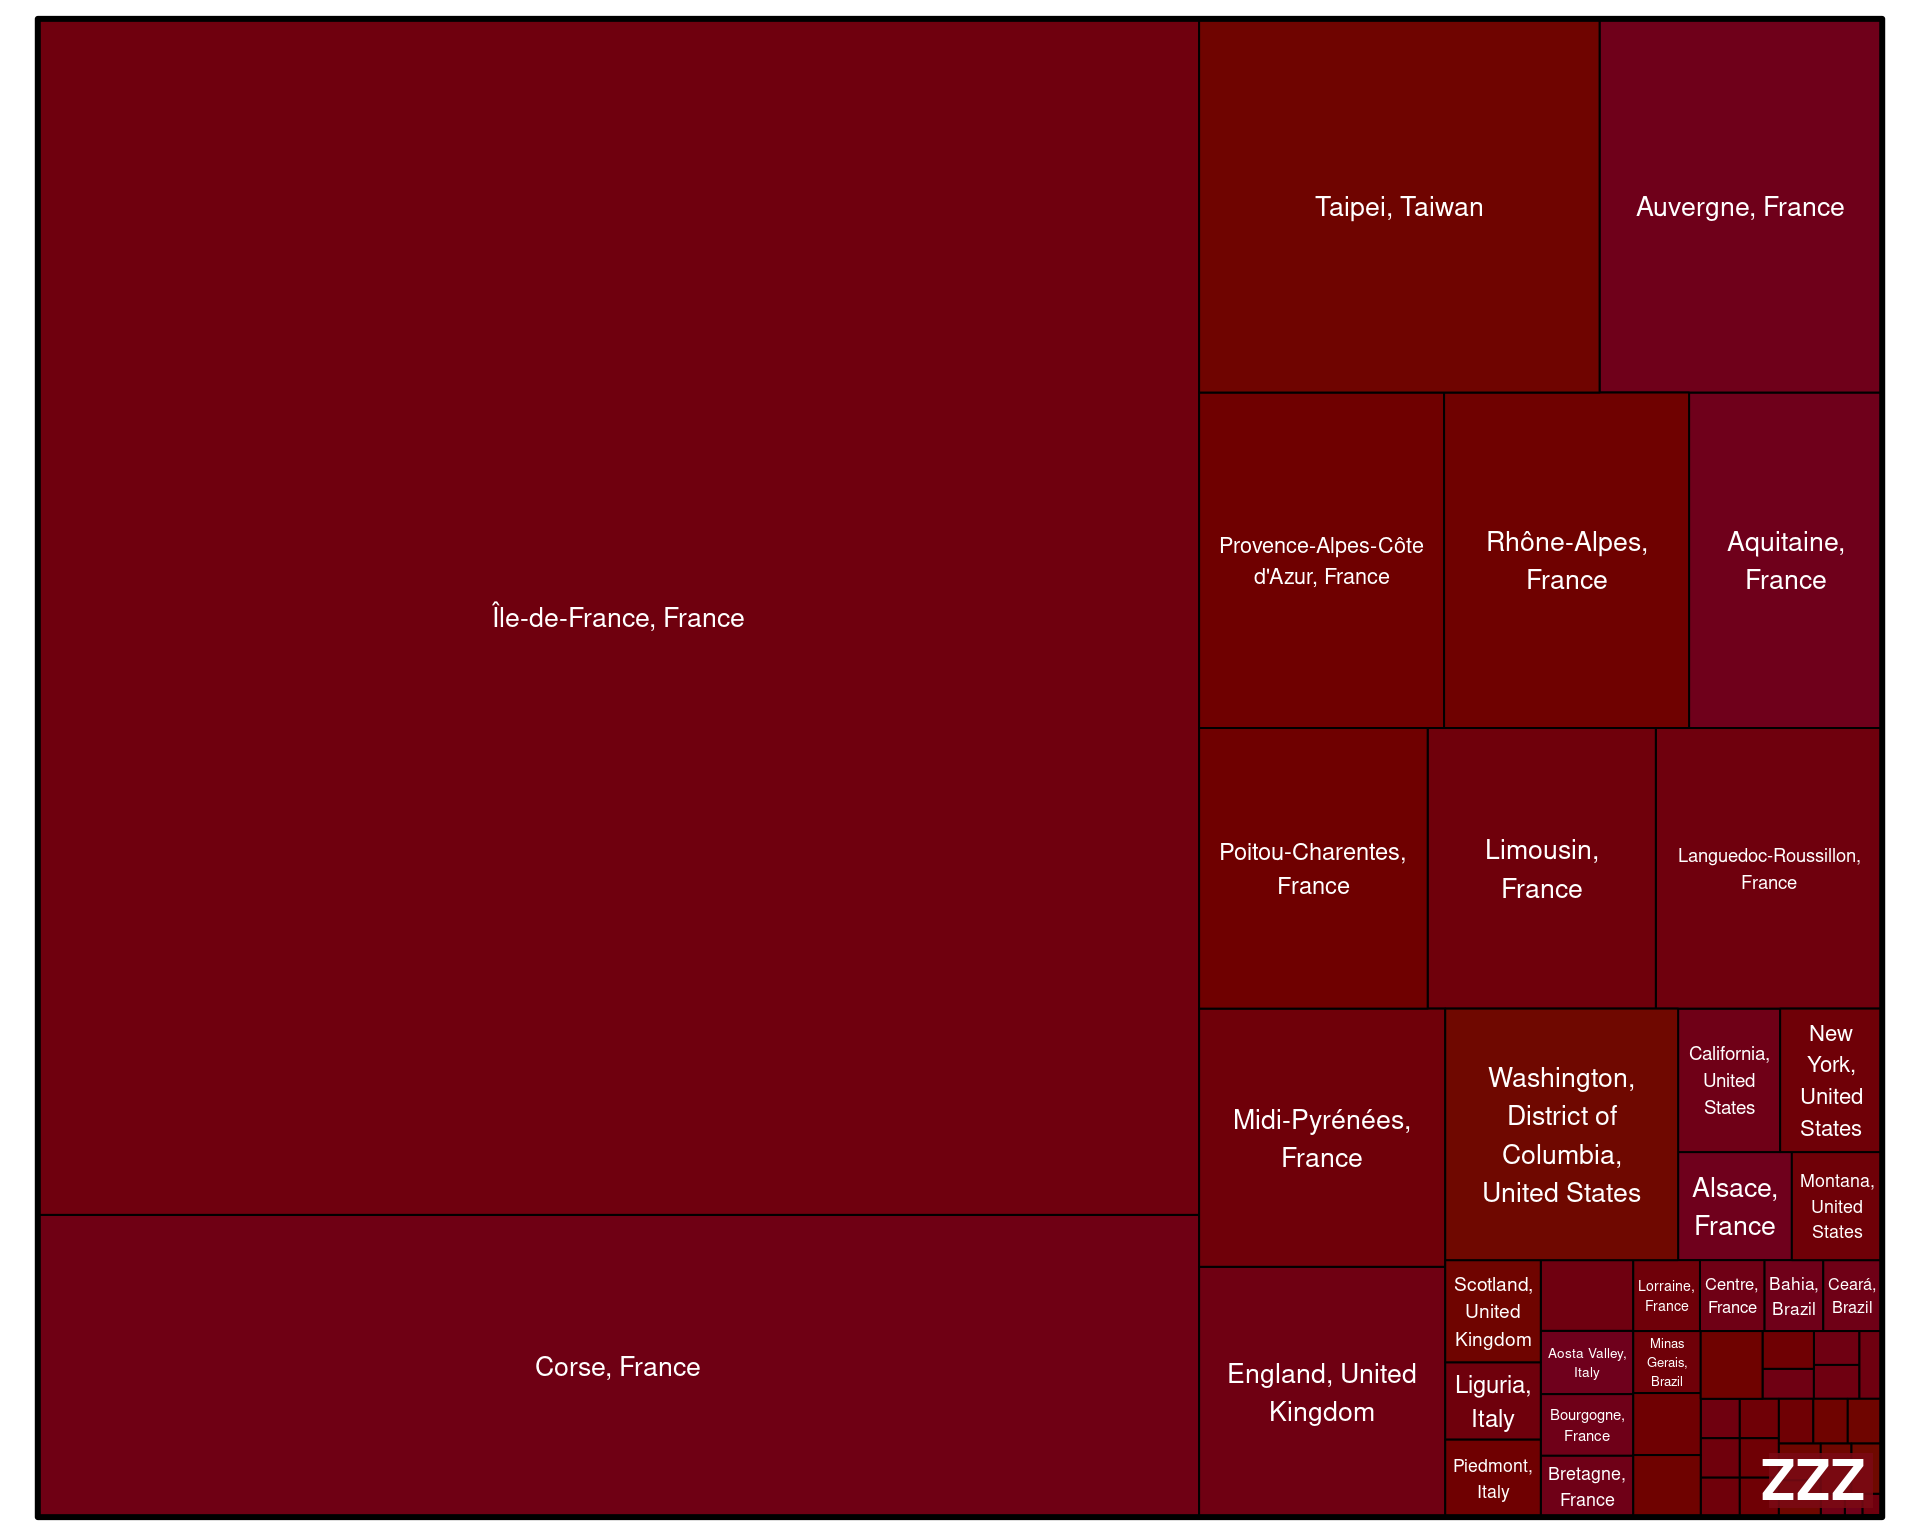 Île-de-France, France
Corse, France
Taipei, Taiwan
Auvergne, France
Provence-Alpes-Côte
d'Azur, France
Rhône-Alpes,
France
Aquitaine,
France
Poitou-Charentes,
France
Limousin,
France
Languedoc-Roussillon,
France
Midi-Pyrénées,
France
England, United
Kingdom
Washington,
District of
Columbia,
United States
California,
United
States
New
York,
United
States
Alsace,
France
Montana,
United
States
Scotland,
United
Kingdom
Liguria,
Italy
Piedmont,
Italy
Aosta Valley,
Italy
Bourgogne,
France
Bretagne,
France
Lorraine,
France
Minas
Gerais,
Brazil
Centre,
France
Bahia,
Brazil
Ceará,
Brazil
ZZZ